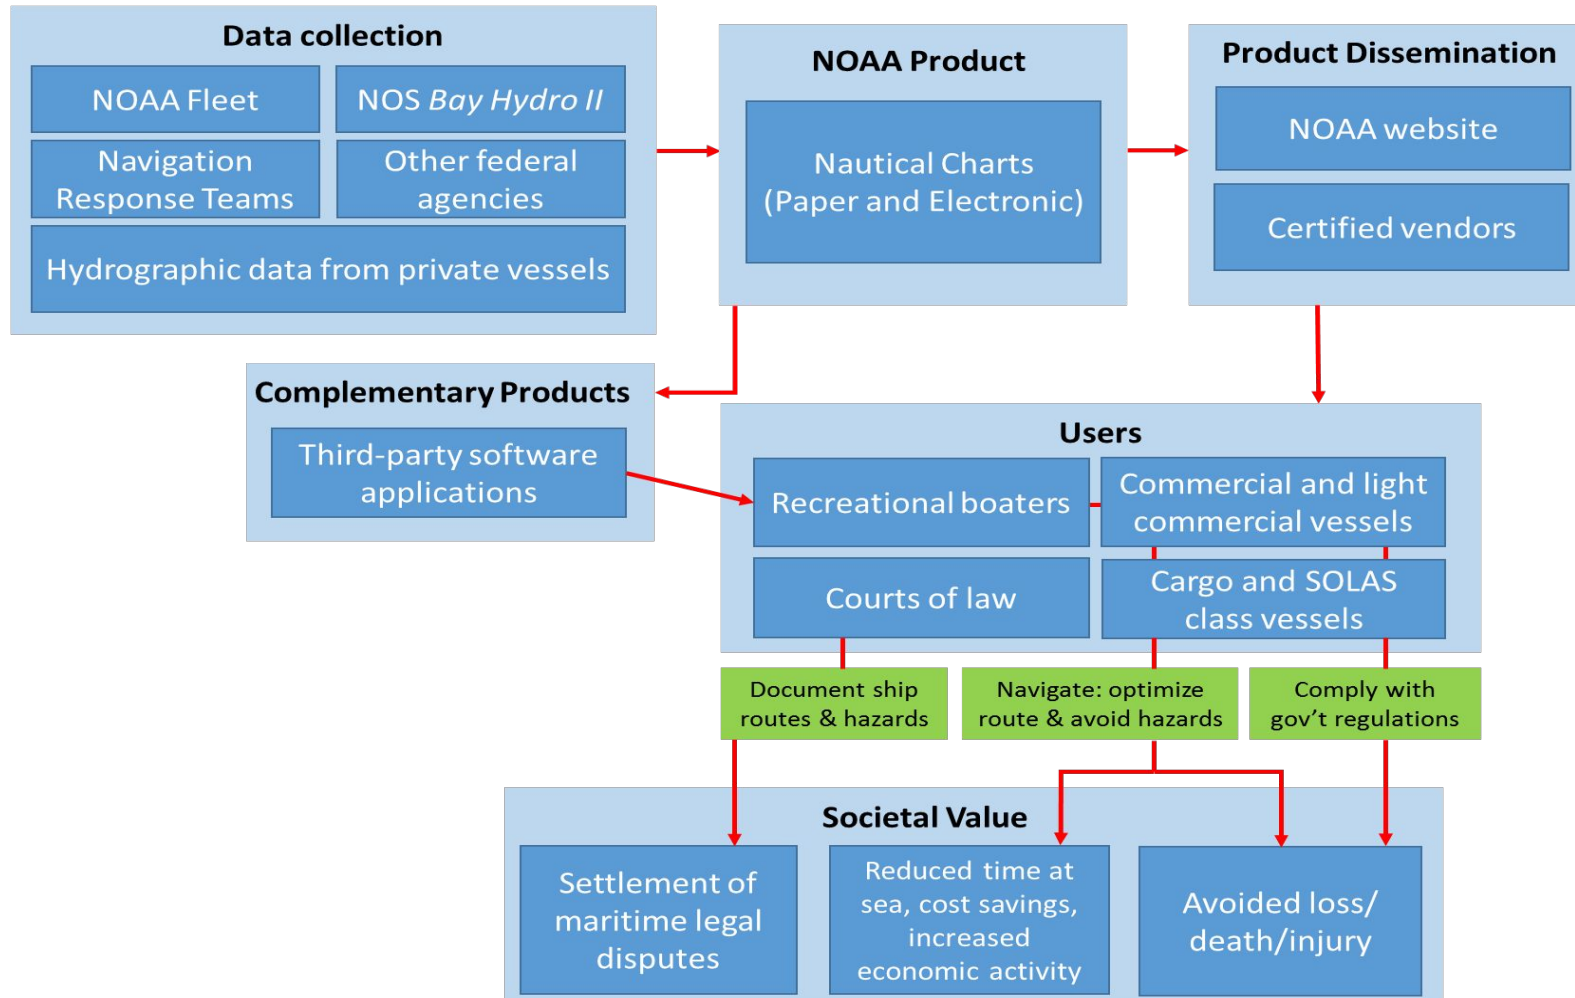 Data collection
NOAA Fleet
NOS Bay Hydro II
Navigation
Response Teams
Other federal
agencies
Hydrographic data from private vessels
NOAA Product
Nautical Charts
(Paper and Electronic)
Product Dissemination
NOAA website
Certified vendors
Complementary Products
Third-party software
applications
Users
Recreational boaters
Commercial and light
commercial vessels
Courts of law
Cargo and SOLAS
class vessels
Document ship
routes & hazards
Navigate: optimize
route & avoid hazards
Comply with
gov’t regulations
Societal Value
Settlement of
maritime legal
disputes
Reduced time at
sea, cost savings,
increased
economic activity
Avoided loss/
death/injury